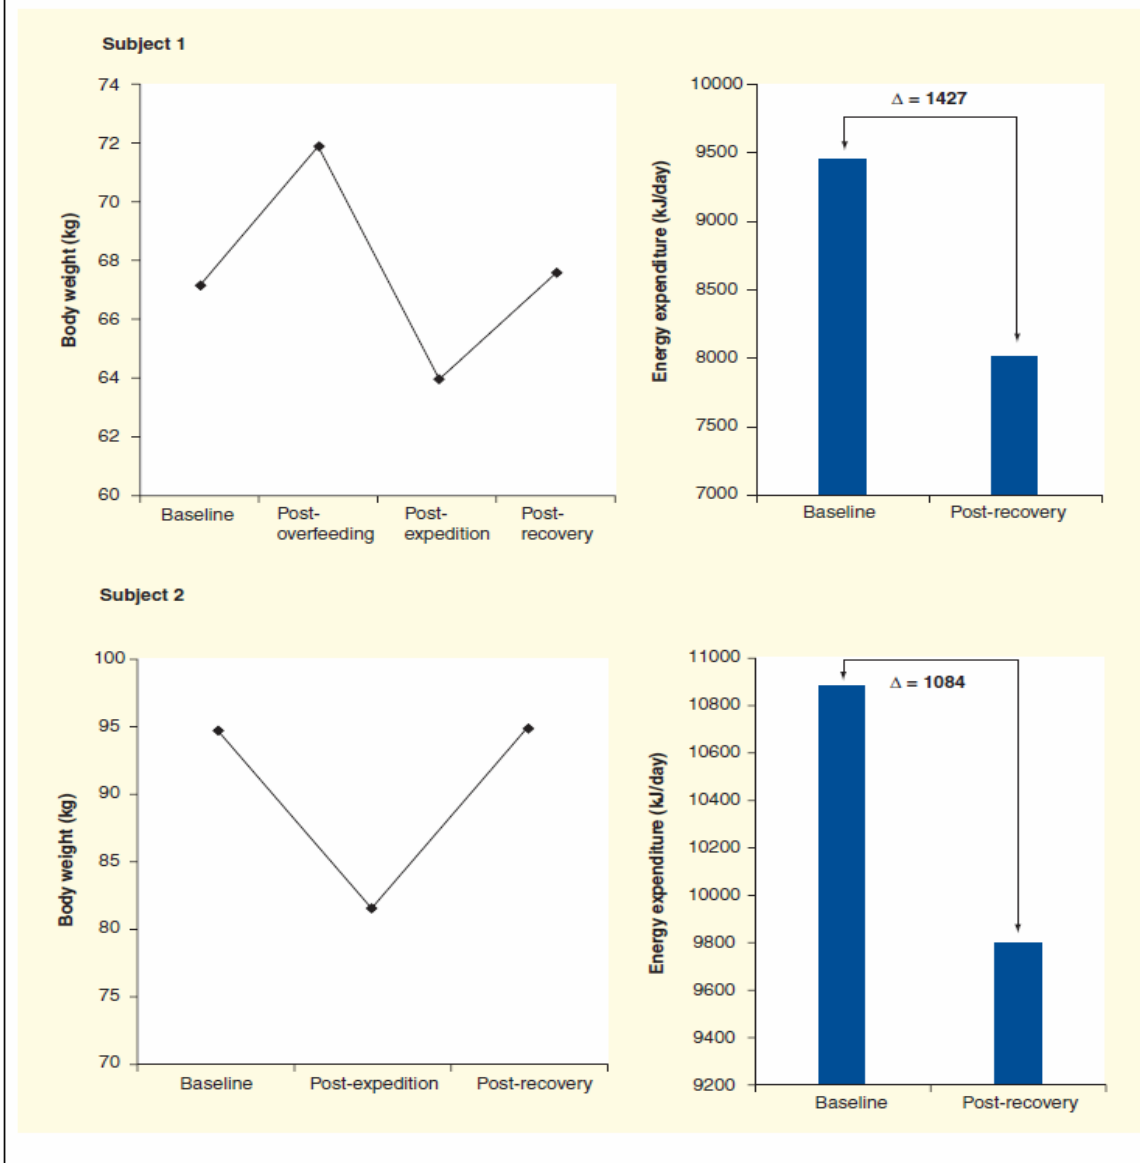 Subject 1
74
72
70
68
66
64
62
60
Body weight (kg)
Baseline
Post-
overfeeding
Post-
expedition
Post-
recovery
10000
9500
9000
8500
8000
7500
7000
Energy expenditure (kJ/day)
Δ = 1427
Baseline
Post-recovery
Subject 2
100
95
90
85
80
75
70
Body weight (kg)
Baseline
Post-expedition
Post-recovery
11000
10800
10600
10400
10200
10000
9800
9600
9400
9200
Energy expenditure (kJ/day)
Δ = 1084
Baseline
Post-recovery